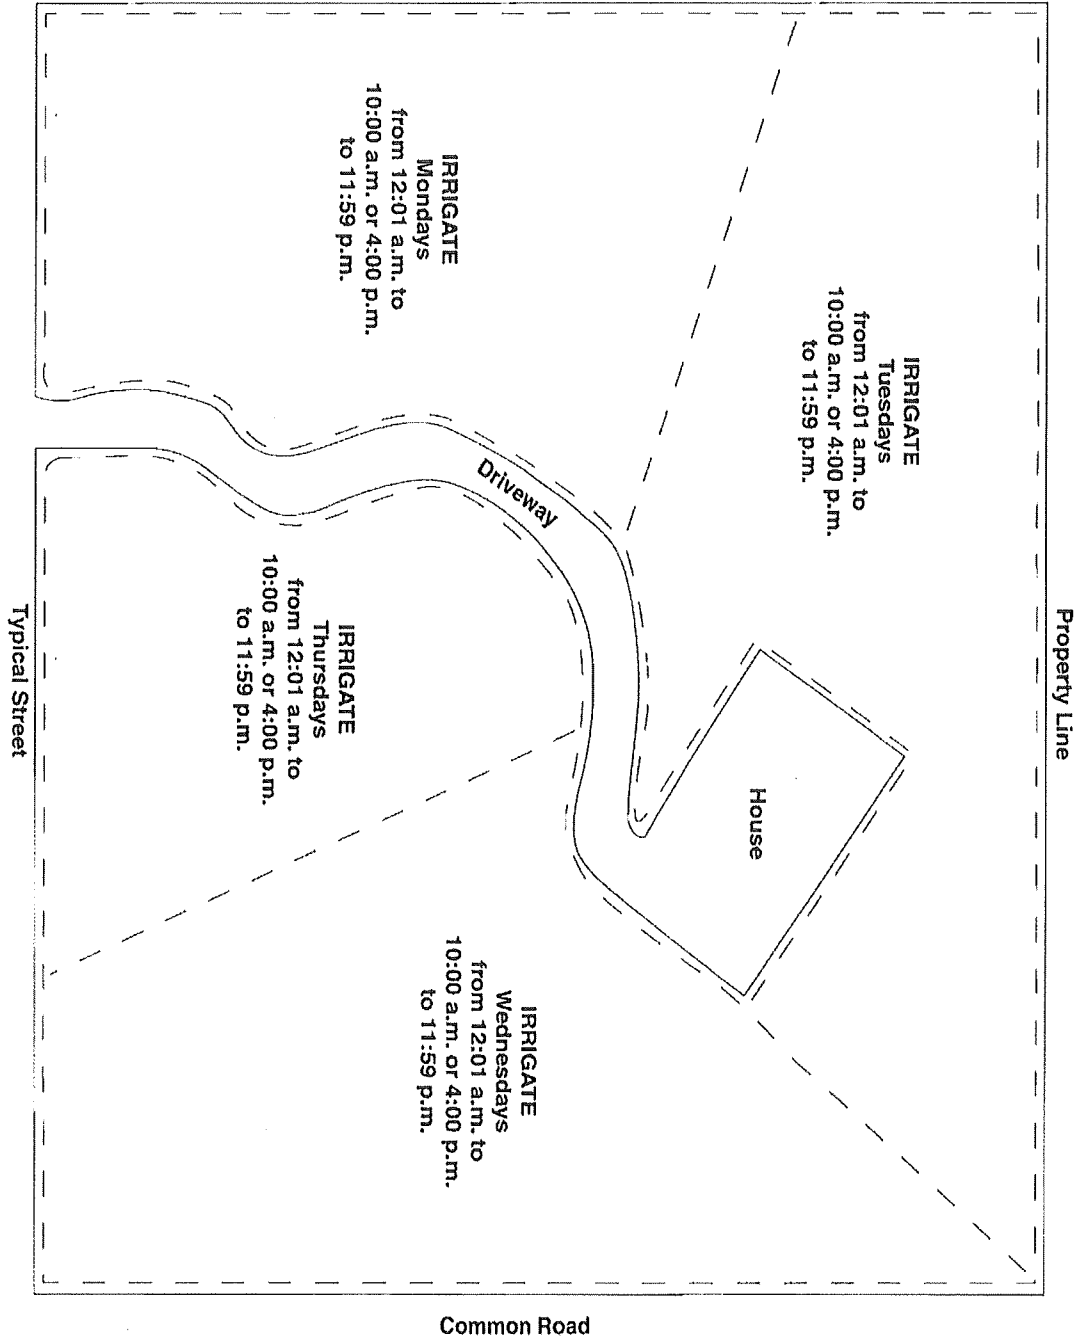 IRRIGATE
Mondays
from 12:01 a.m. to
10:00 a.m. or 4:00 p.m.
to 11:59 p.m.
IRRIGATE
Tuesdays
from 12:01 a.m. to
10:00 a.m. or 4:00 p.m.
to 11:59 p.m.
Driveway
Property Line
House
IRRIGATE
Thursdays
from 12:01 a.m. to
10:00 a.m. or 4:00 p.m.
to 11:59 p.m.
Typical Street
IRRIGATE
Wednesdays
from 12:01 a.m. to
10:00 a.m. or 4:00 p.m.
to 11:59 p.m.
Common Road